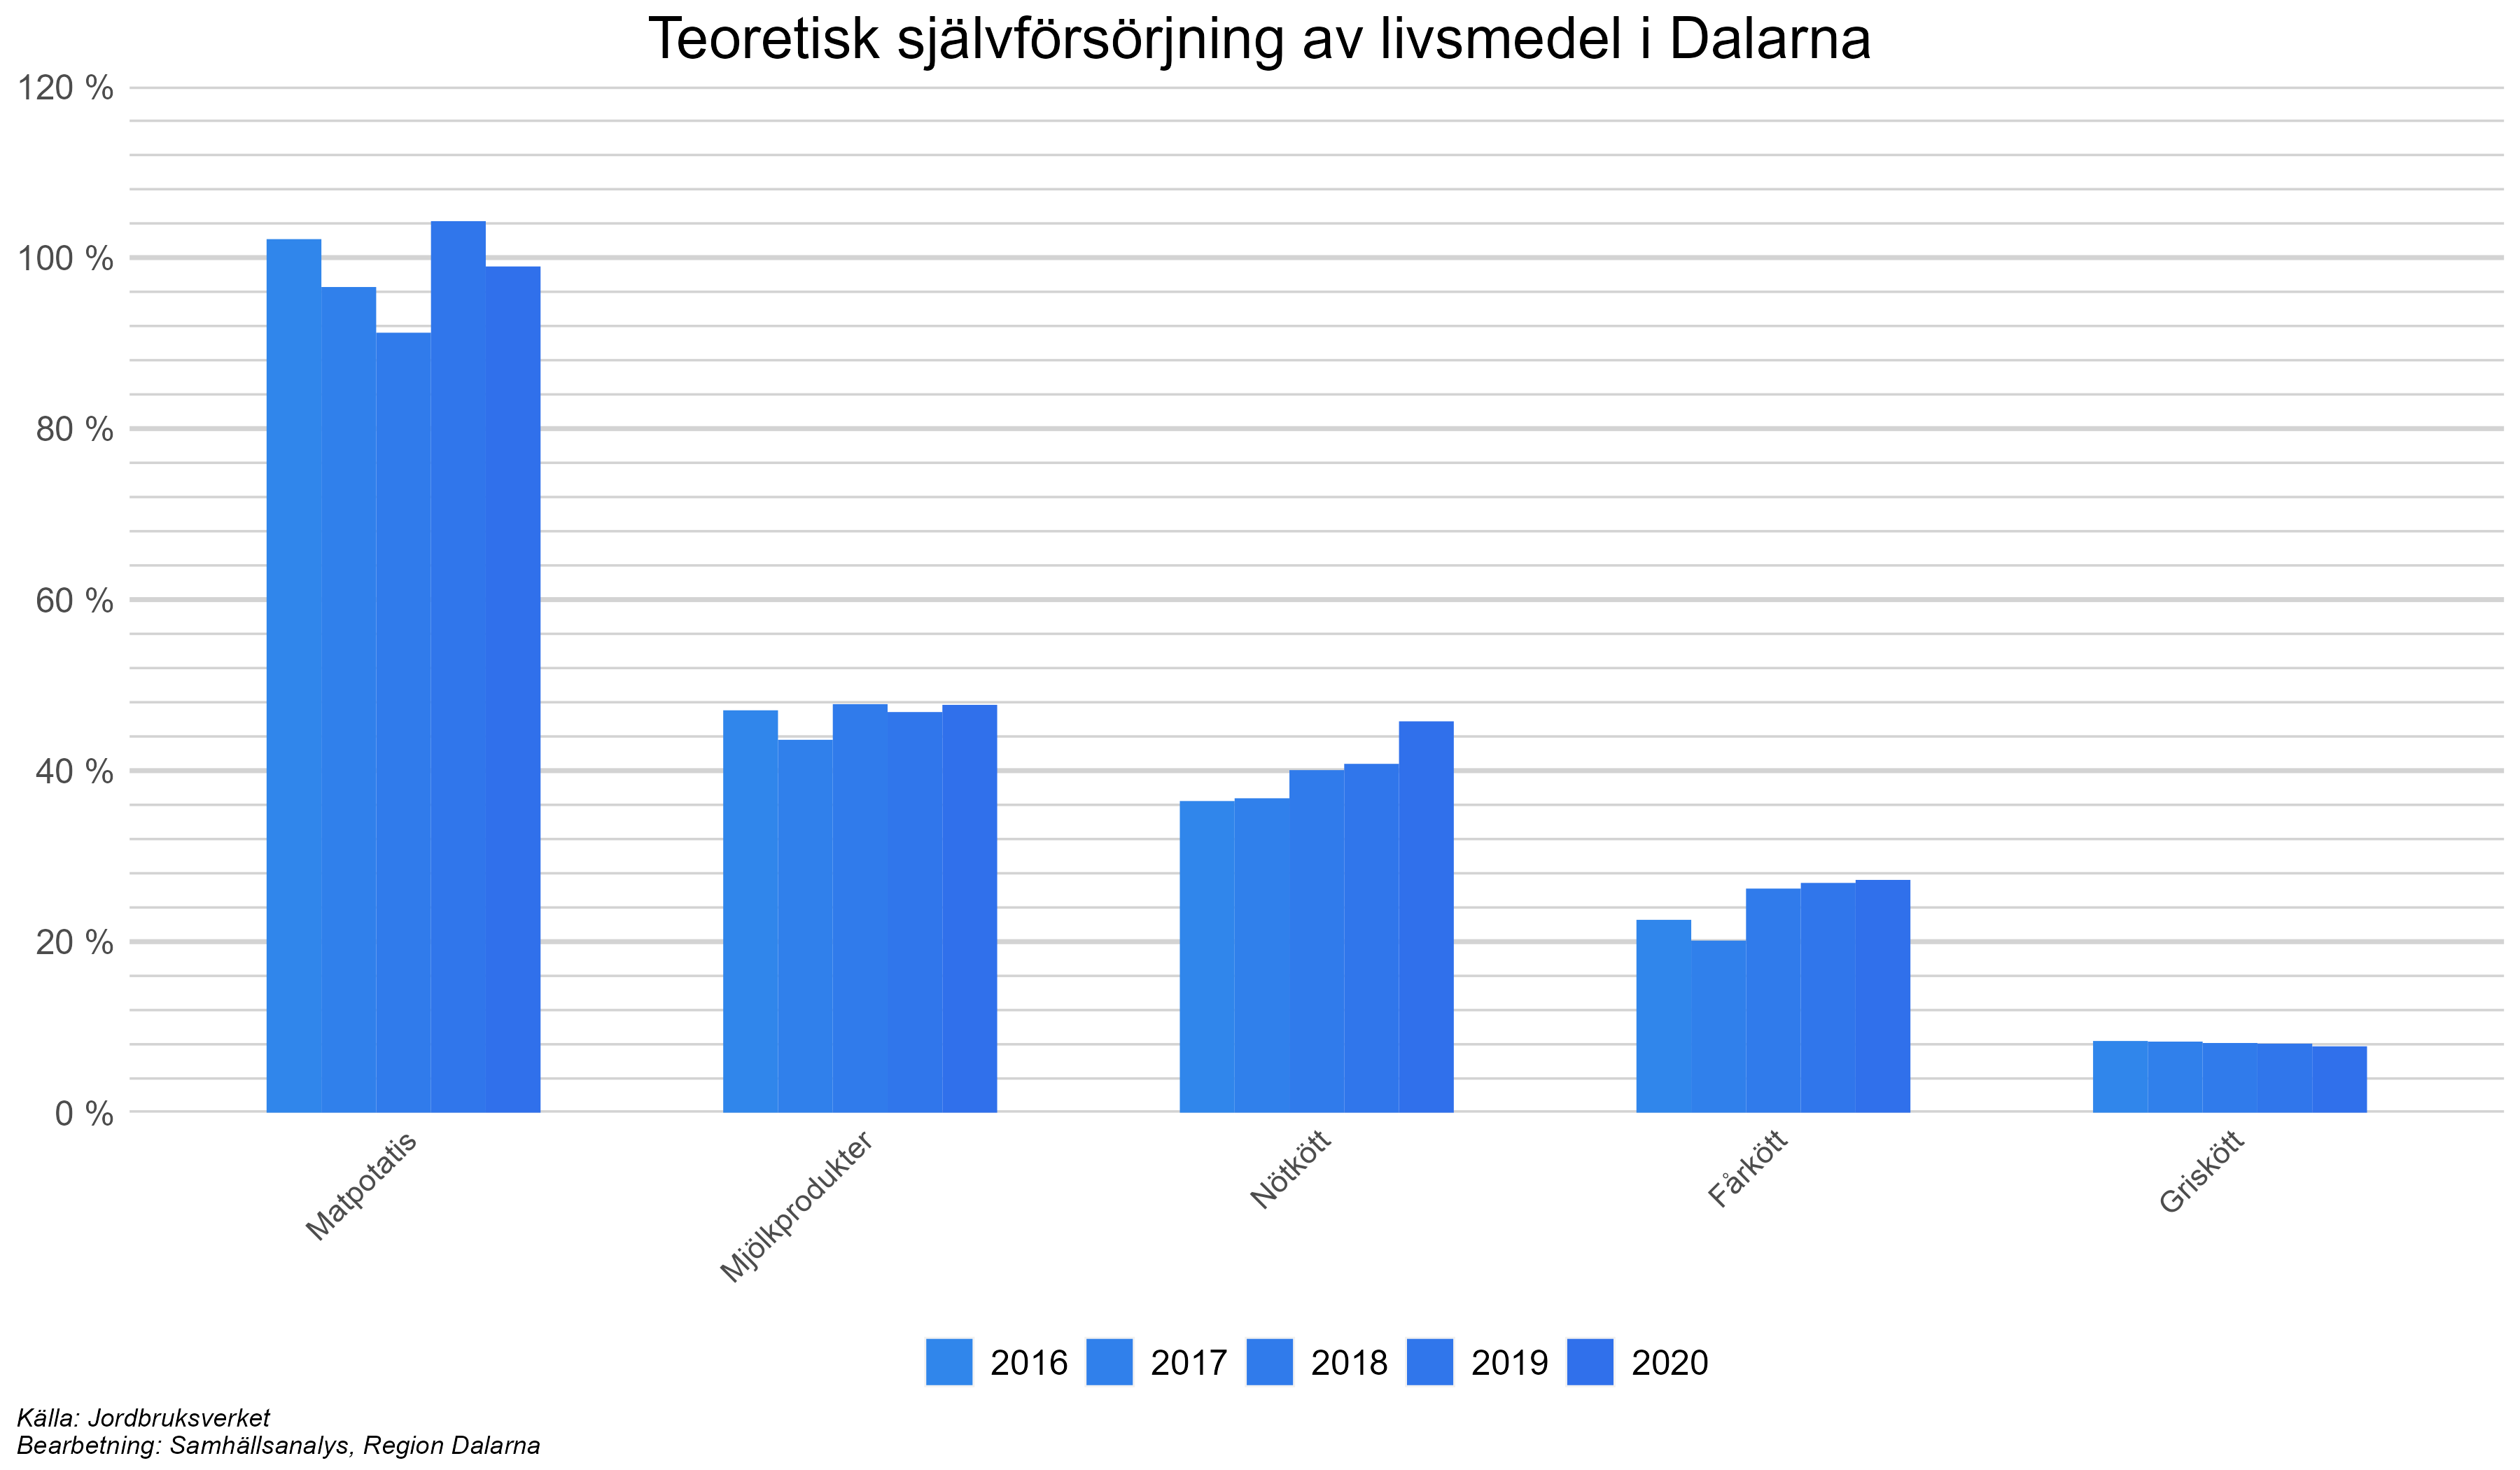 Teoretisk självförsörjning av livsmedel i Dalarna
120 %
100 %
80 %
60 %
40 %
20 %
0 %
Matpotatis
Mjölkprodukter
Nötkött
Fårkött
Griskött
2016 2017 2018 2019 2020
Källa: Jordbruksverket
Bearbetning: Samhällsanalys, Region Dalarna